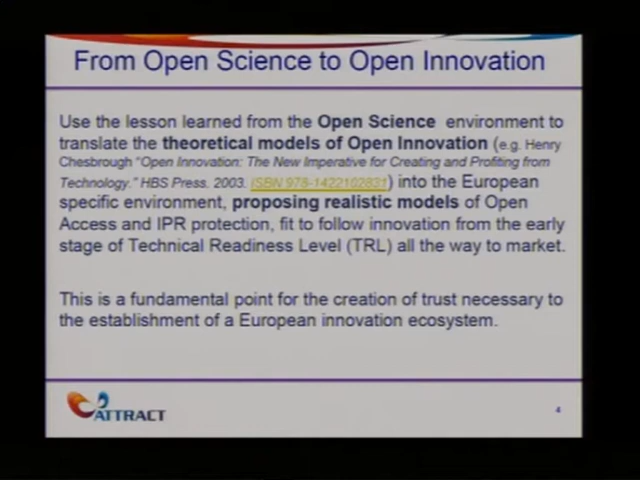 From Open Science to Open Innovation
Use the lesson learned from the Open Science environment to
translate the theoretical models of Open Innovation (e.g. Henry
Chesbrough "Open Innovation: The New Imperative for Creating and Profiting from
Technology." HBS Press. 2003. ISBN 978-1422102831) into the European
specific environment, proposing realistic models of Open
Access and IPR protection, fit to follow innovation from the early
stage of Technical Readiness Level (TRL) all the way to market.
This is a fundamental point for the creation of trust necessary to
the establishment of a European innovation ecosystem.
ATTRACT
4